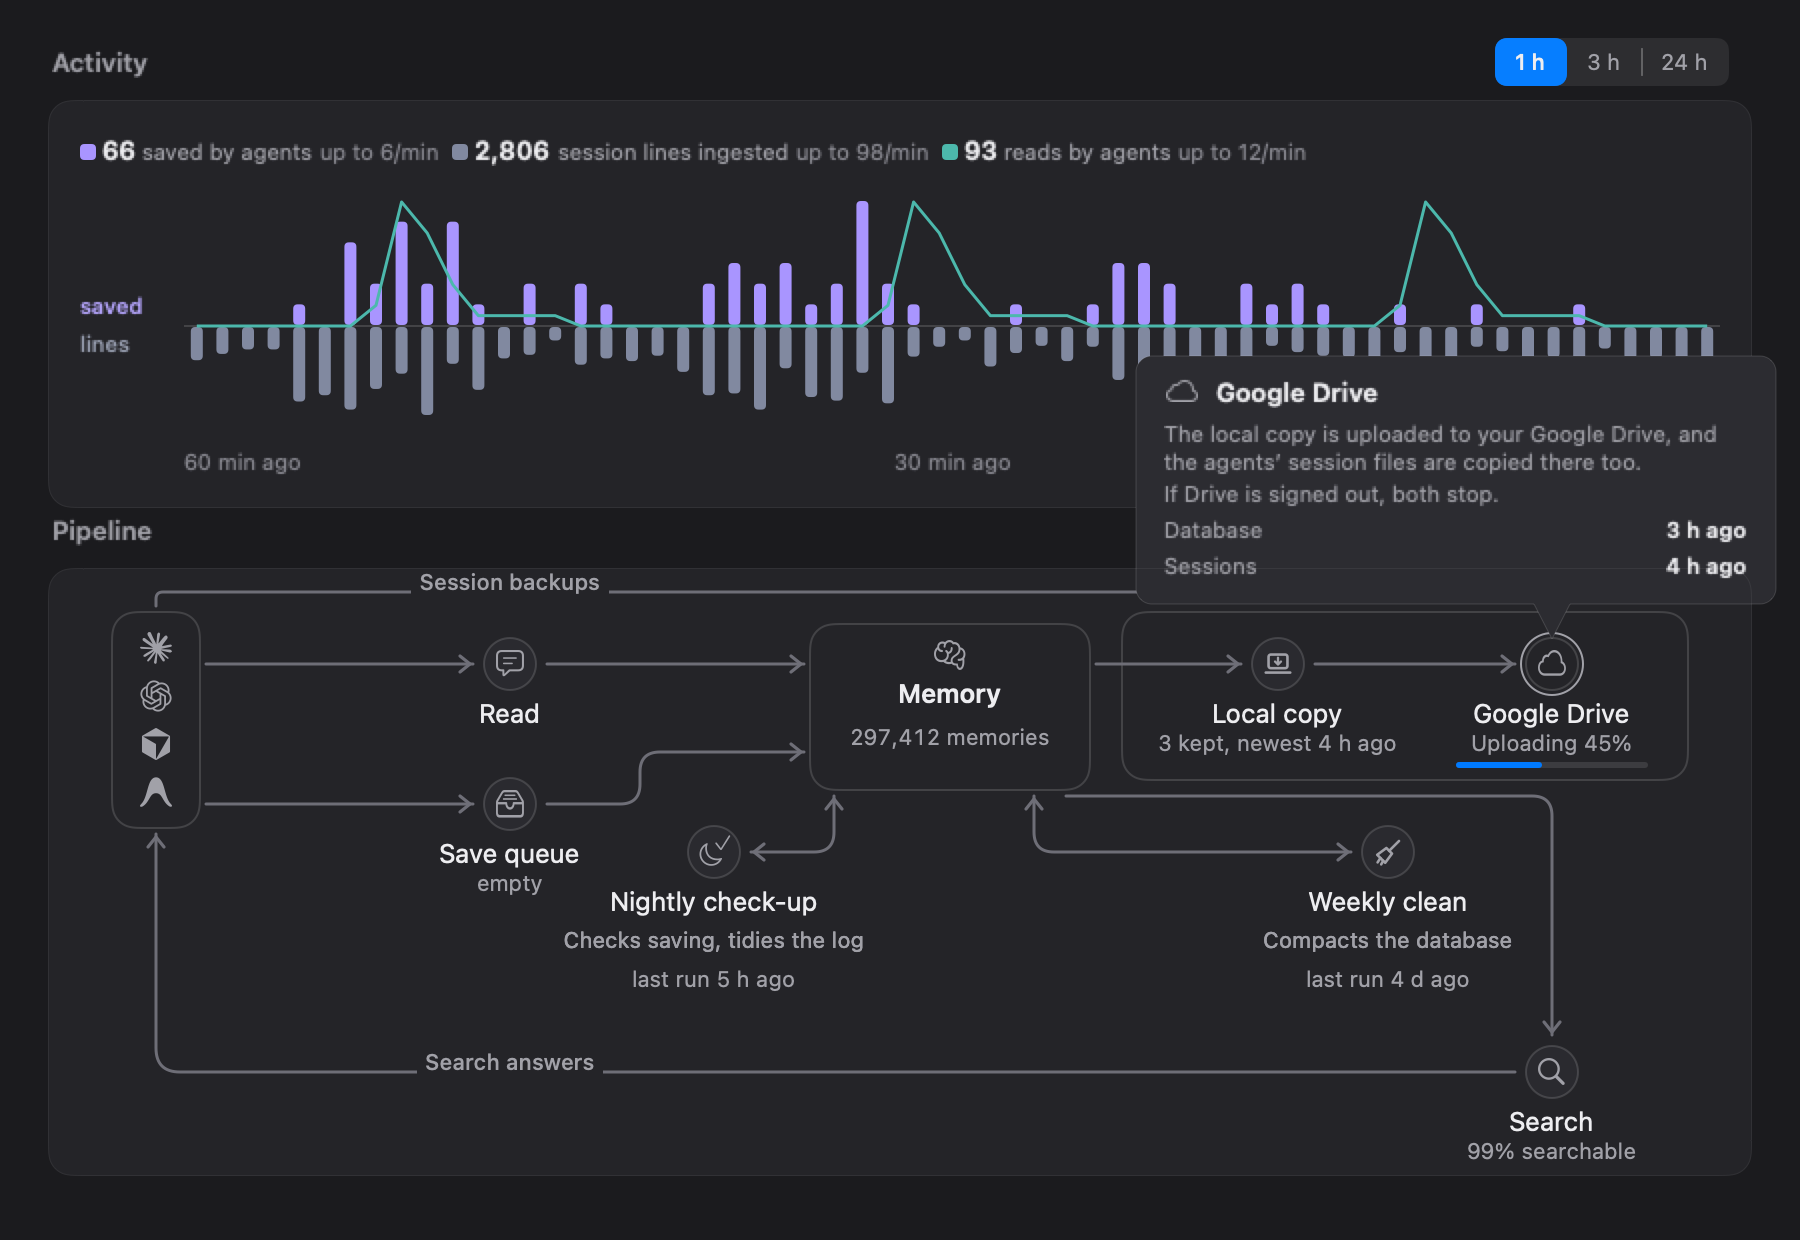 Activity
1 h 3 h 24 h
66 saved by agents up to 6/min 2,806 session lines ingested up to 98/min 93 reads by agents up to 12/min
saved
lines
60 min ago 30 min ago
Google Drive
The local copy is uploaded to your Google Drive, and
the agents’ session files are copied there too.
If Drive is signed out, both stop.
Database 3 h ago
Sessions 4 h ago
Pipeline
Session backups
Read
Memory
297,412 memories
Local copy
3 kept, newest 4 h ago
Google Drive
Uploading 45%
Save queue
empty
Nightly check-up
Checks saving, tidies the log
last run 5 h ago
Weekly clean
Compacts the database
last run 4 d ago
Search answers
Search
99% searchable